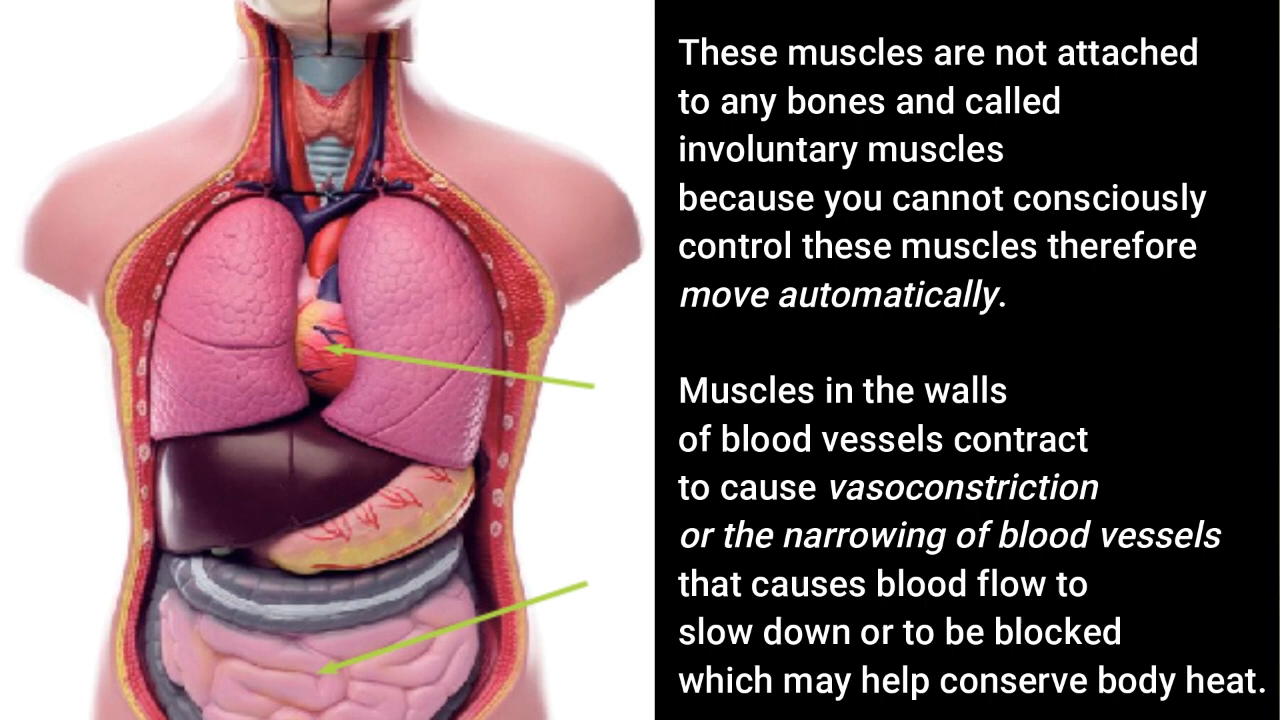 These muscles are not attached
to any bones and called
involuntary muscles
because you cannot consciously
control these muscles therefore
move automatically.
Muscles in the walls
of blood vessels contract
to cause vasoconstriction
or the narrowing of blood vessels
that causes blood flow to
slow down or to be blocked
which may help conserve body heat.